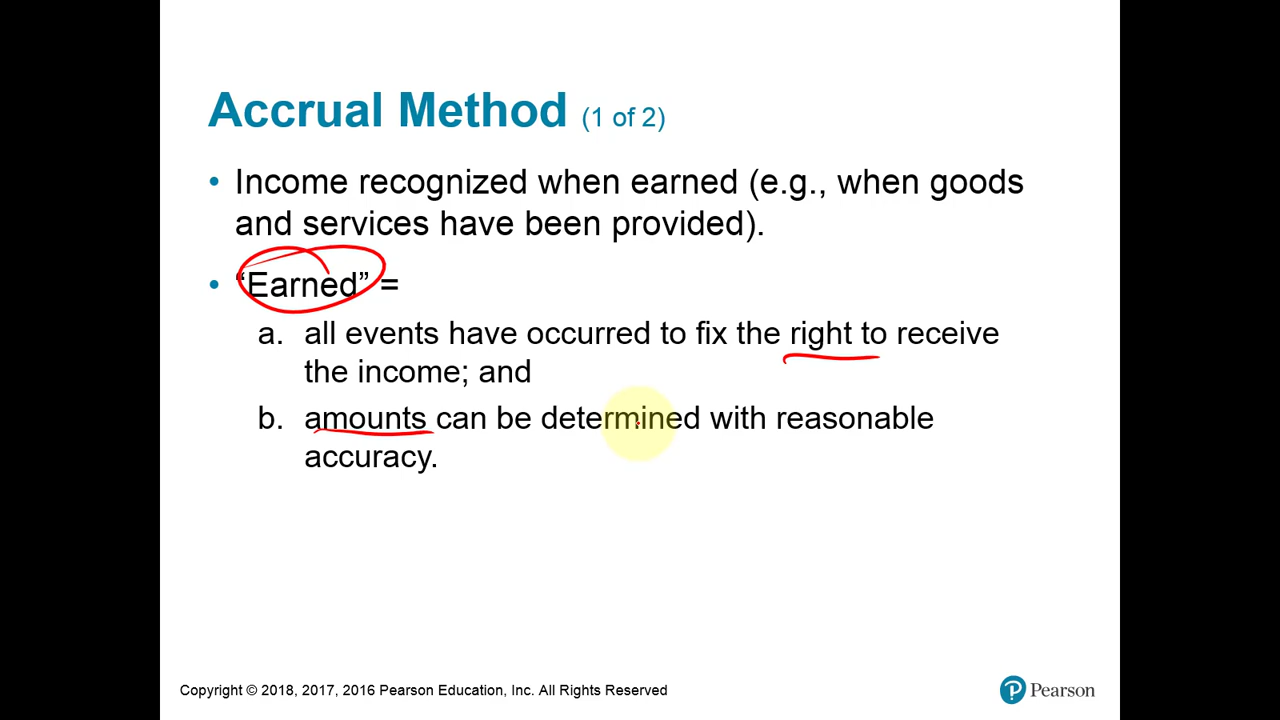 Accrual Method (1 of 2)
• Income recognized when earned (e.g., when goods
and services have been provided).
• “Earned” =
a. all events have occurred to fix the right to receive
the income; and
b. amounts can be determined with reasonable
accuracy.
Copyright © 2018, 2017, 2016 Pearson Education, Inc. All Rights Reserved
P Pearson